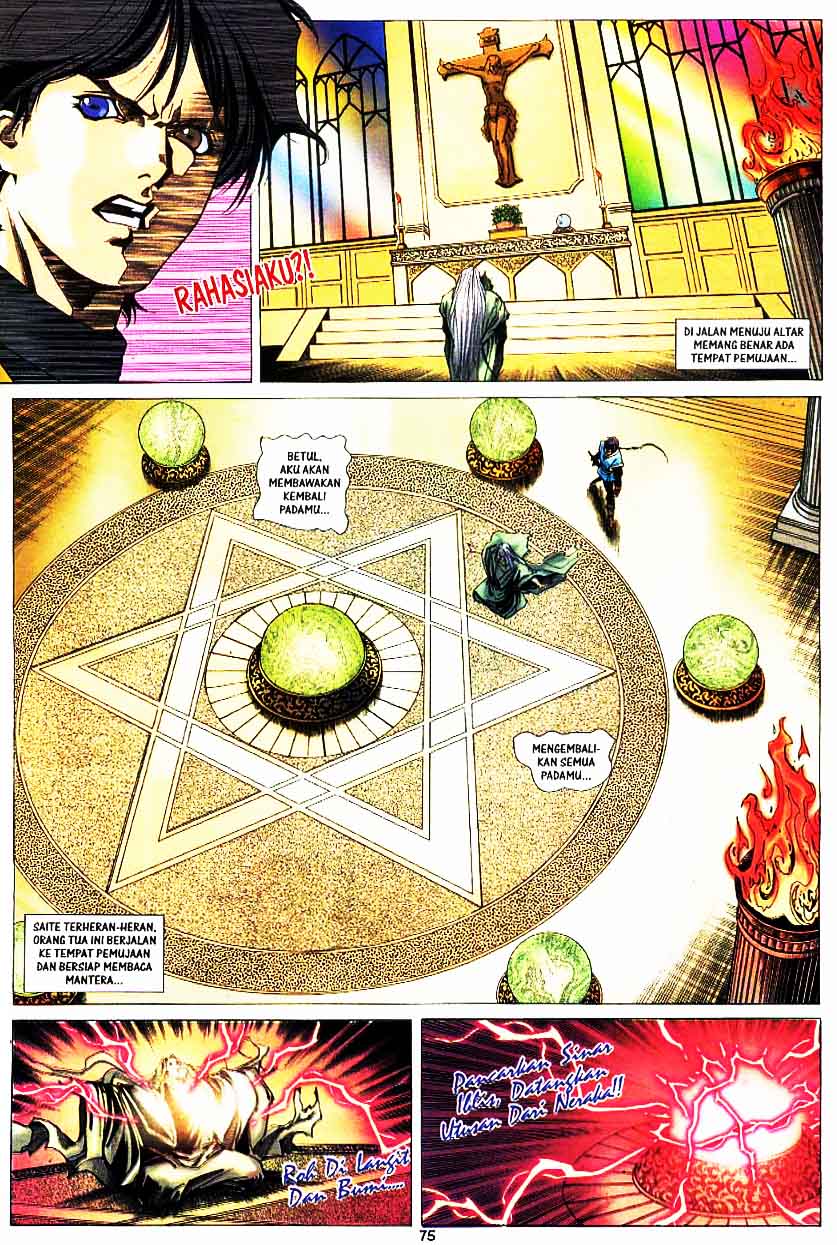 RAHASIAKU?!
DI JALAN MENUJU ALTAR
MEMANG BENAR ADA
TEMPAT PEMUJAAN...
BETUL,
AKU AKAN
MEMBAWAKAN
KEMBALI
PADAMU...
MENGEMBALI-
KAN SEMUA
PADAMU...
SAITE TERHERAN-HERAN,
ORANG TUA INI BERJALAN
KE TEMPAT PEMUJAAN
DAN BERSIAP MEMBACA
MANTERA...
Roh Di Langit
Dan Bumi.....
Pancarkan Sinar
Iblis, Datangkan
Utusan Dari Neraka!!
75